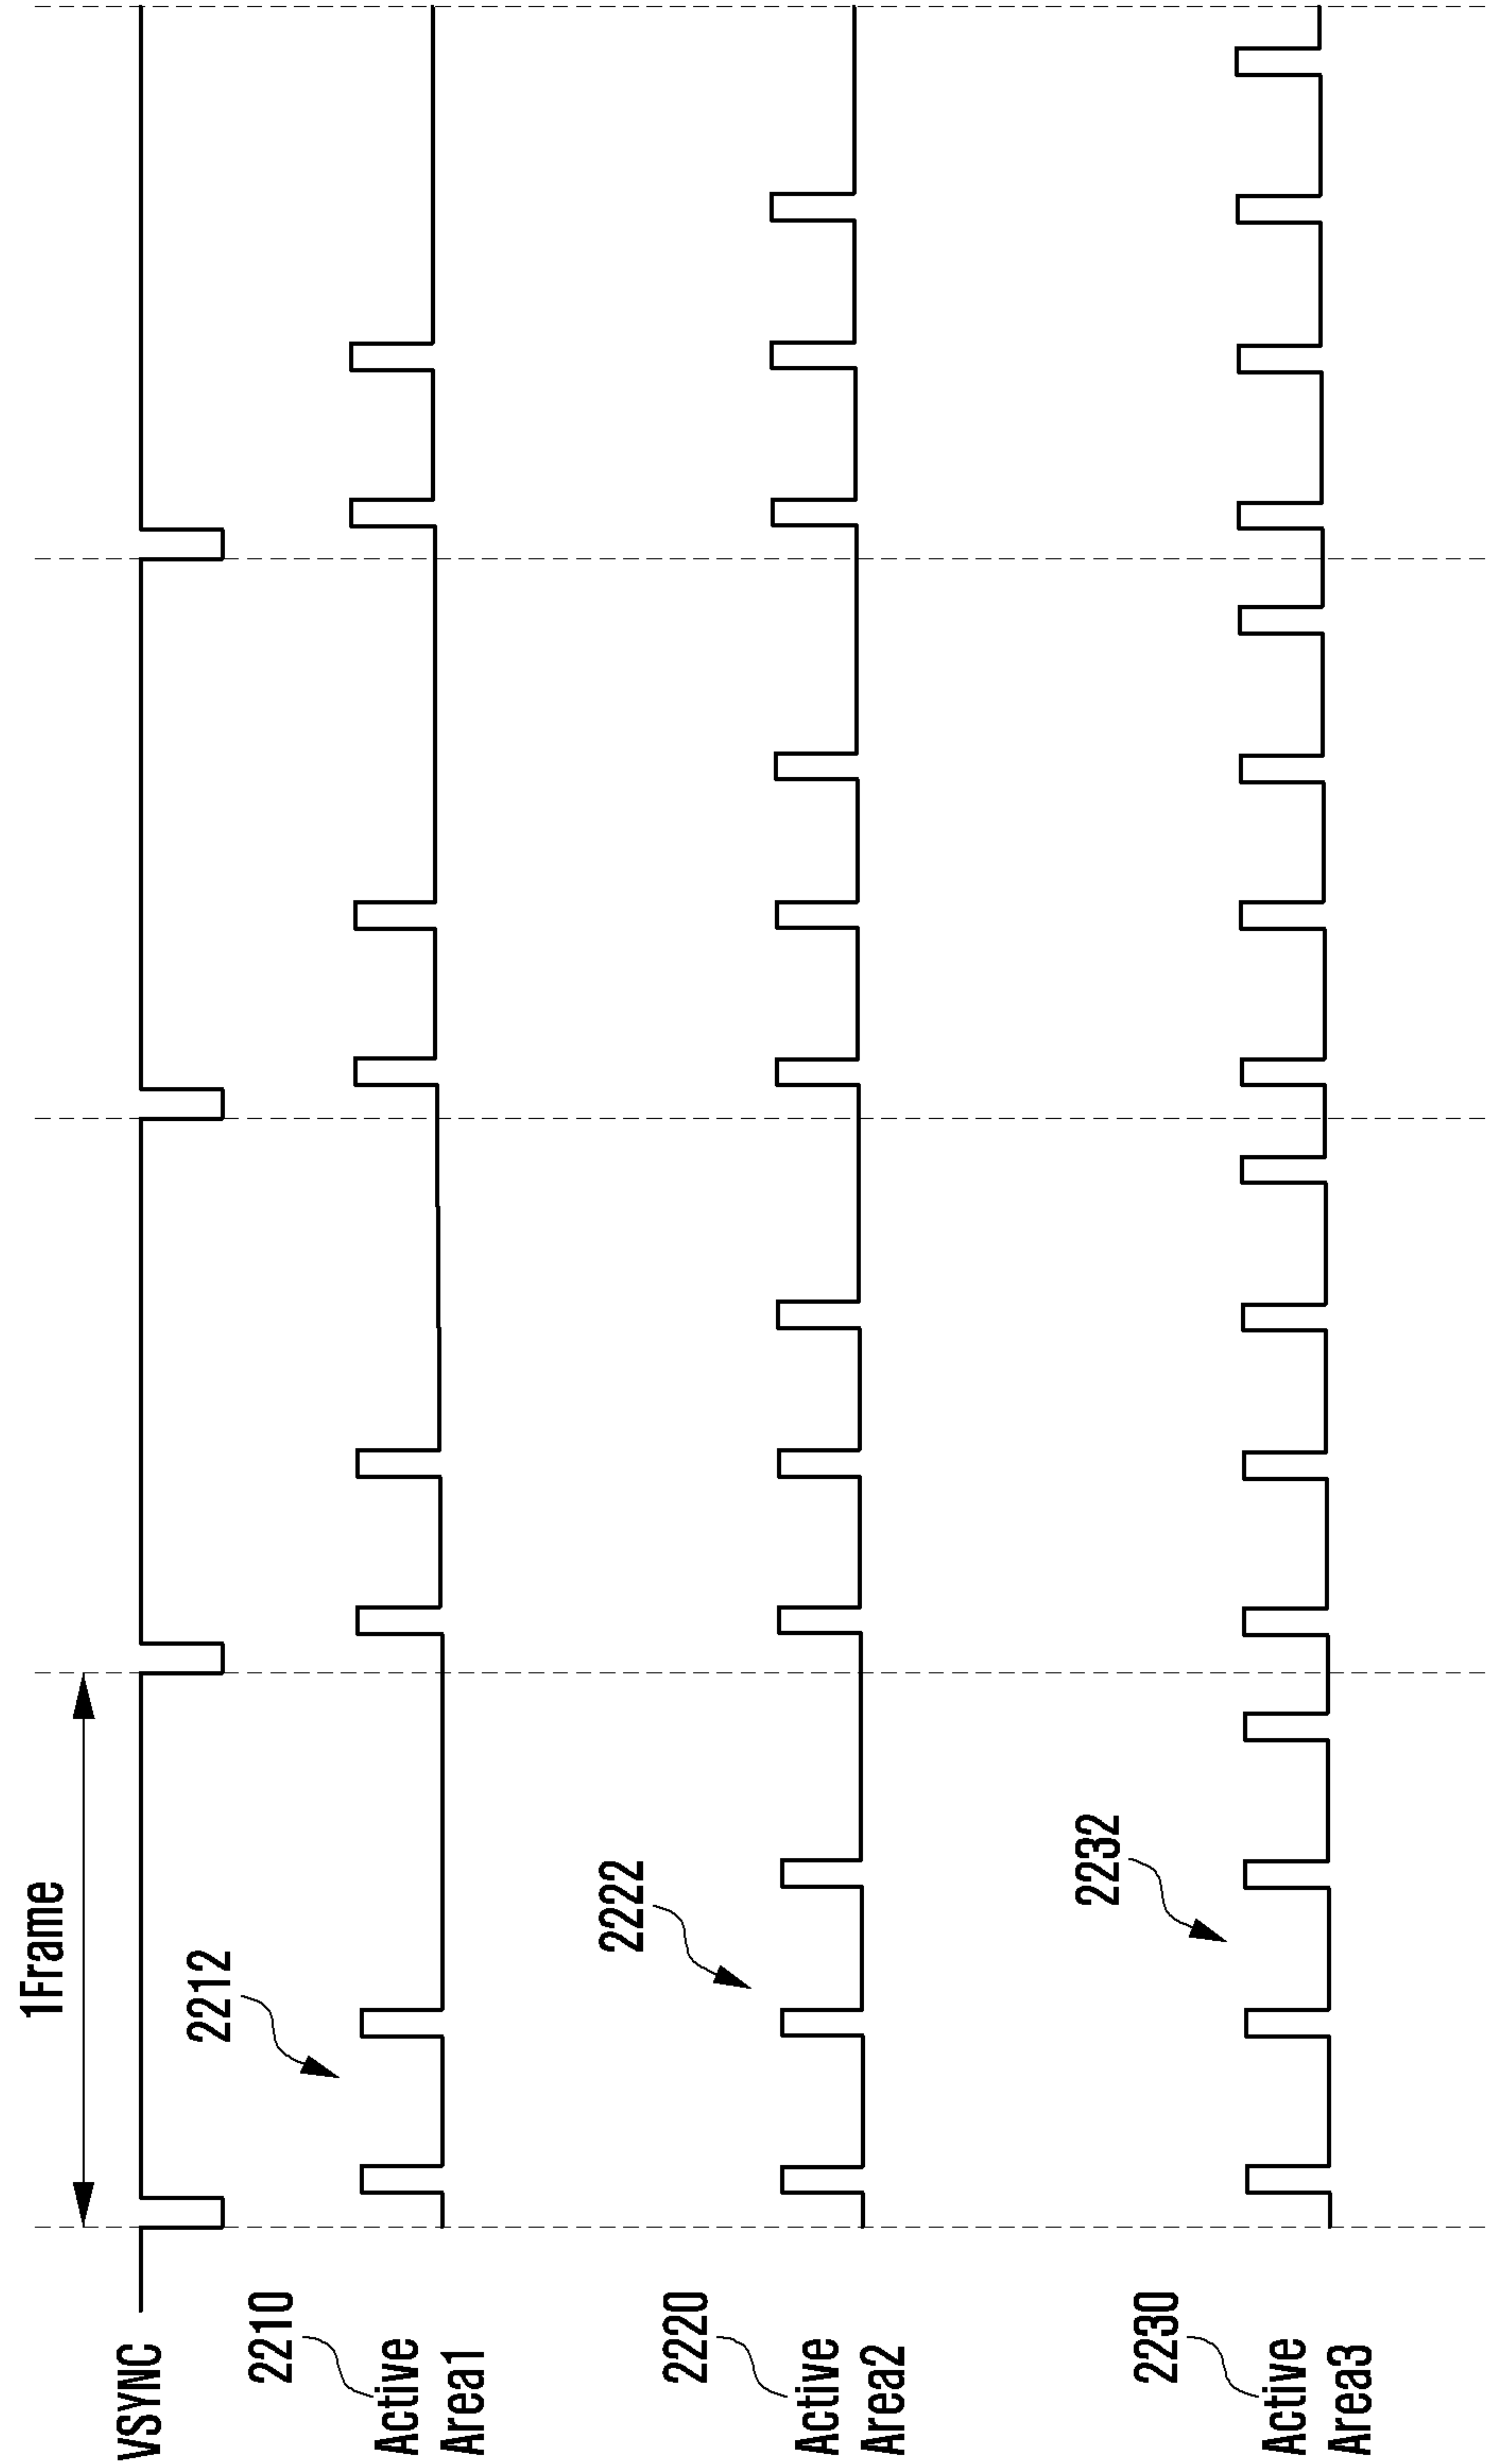 1Frame
VSYNC
2210
2212
Active
Area1
2220
2222
Active
Area2
2230
2232
Active
Area3